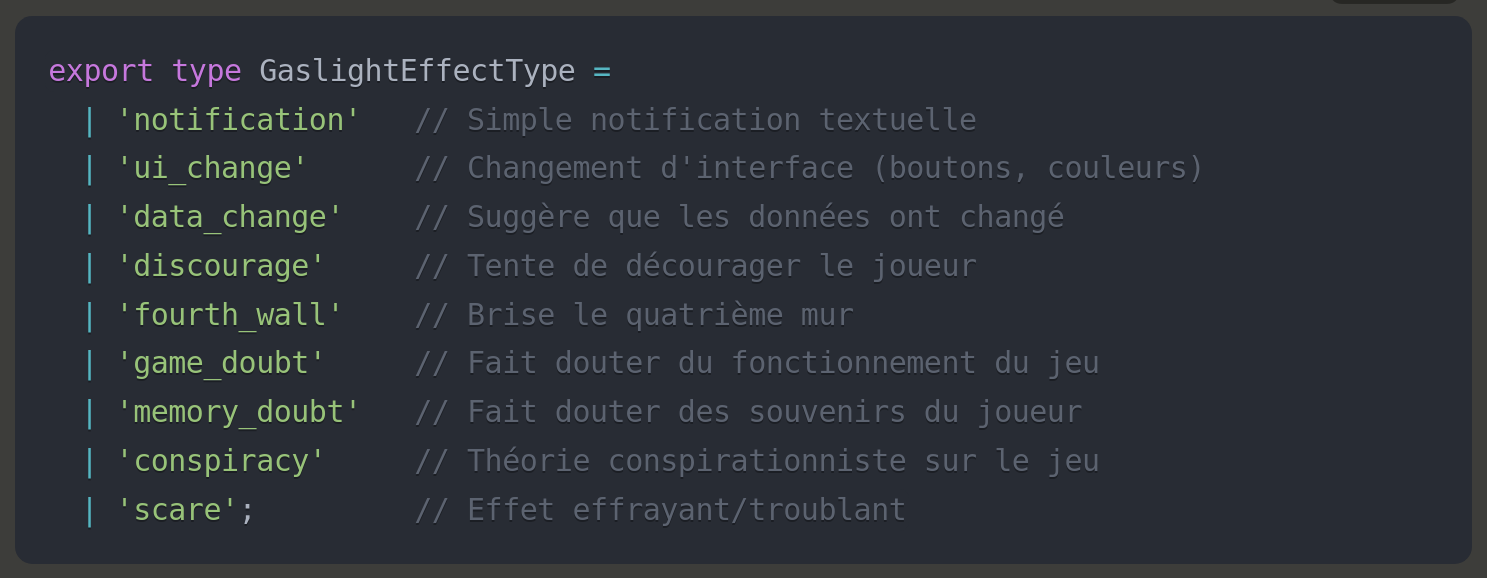 export type GaslightEffectType =
  | 'notification'   // Simple notification textuelle
  | 'ui_change'      // Changement d'interface (boutons, couleurs)
  | 'data_change'    // Suggère que les données ont changé
  | 'discourage'     // Tente de décourager le joueur
  | 'fourth_wall'    // Brise le quatrième mur
  | 'game_doubt'     // Fait douter du fonctionnement du jeu
  | 'memory_doubt'   // Fait douter des souvenirs du joueur
  | 'conspiracy'     // Théorie conspirationniste sur le jeu
  | 'scare';         // Effet effrayant/troublant